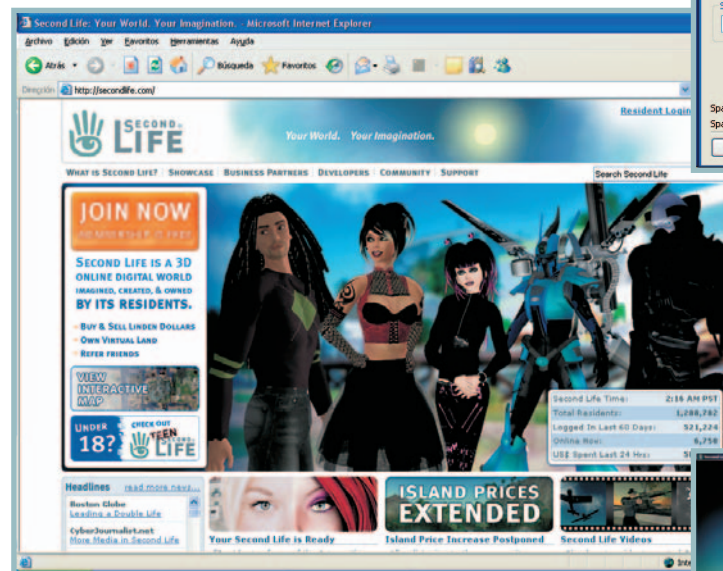 Second Life: Your World. Your Imagination. - Microsoft Internet Explorer
Archivo Edición Ver Favoritos Herramientas Ayuda
Atrás Búsqueda Favoritos
Dirección http://secondlife.com/
Resident Login
SECOND LIFE
Your World. Your Imagination.
WHAT IS SECOND LIFE? SHOWCASE BUSINESS PARTNERS DEVELOPERS COMMUNITY SUPPORT
Search Second Life
JOIN NOW
MEMBERSHIP IS FREE
SECOND LIFE IS A 3D
ONLINE DIGITAL WORLD
IMAGINED, CREATED, & OWNED
BY ITS RESIDENTS.
BUY & SELL LINDEN DOLLARS
OWN VIRTUAL LAND
REFER FRIENDS
VIEW
INTERACTIVE
MAP
UNDER
18?
CHECK OUT
TEEN
SECOND
LIFE
Second Life Time: 2:16 AM PST
Total Residents: 1,288,782
Logged In Last 60 Days: 521,224
Online Now: 6,758
US$ Spent Last 24 Hrs:
Headlines read more news...
Boston Globe
Leading a Double Life
CyberJournalist.net
More Media in Second Life
Your Second Life is Ready
ISLAND PRICES
EXTENDED
Island Price Increase Postponed
Second Life Videos